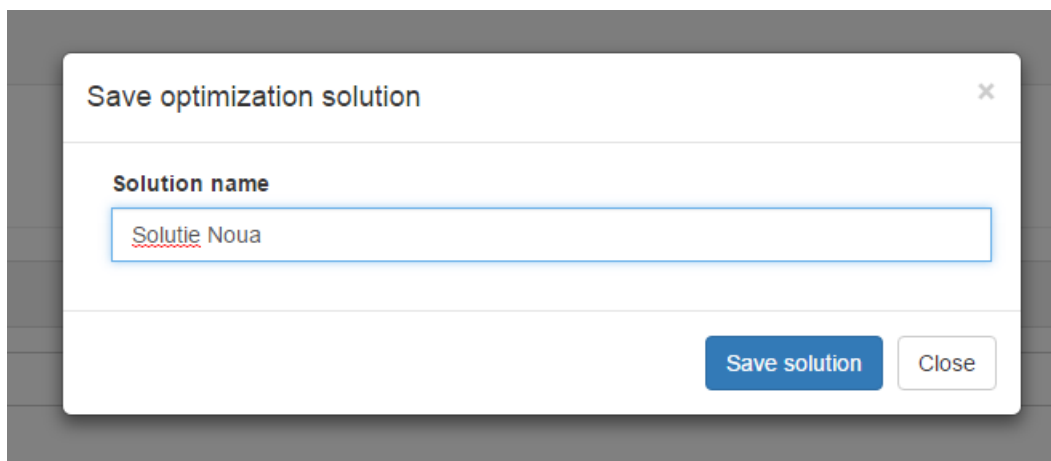 Save optimization solution ×
Solution name
Solutie Noua
Save solution Close